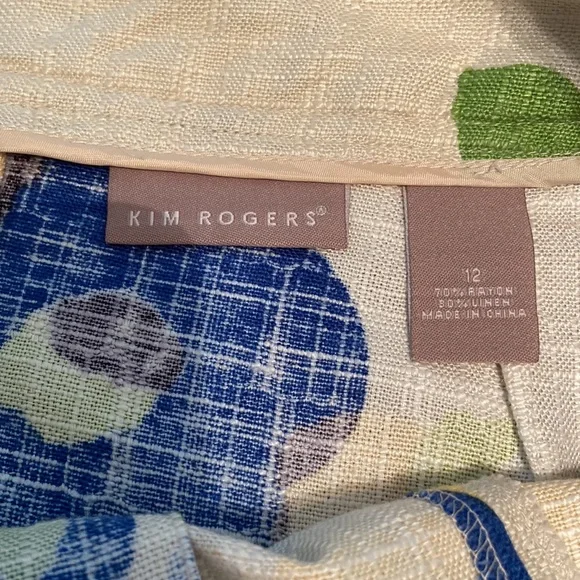 KIM ROGERS®
12
70% RAYON
30% LINEN
MADE IN CHINA